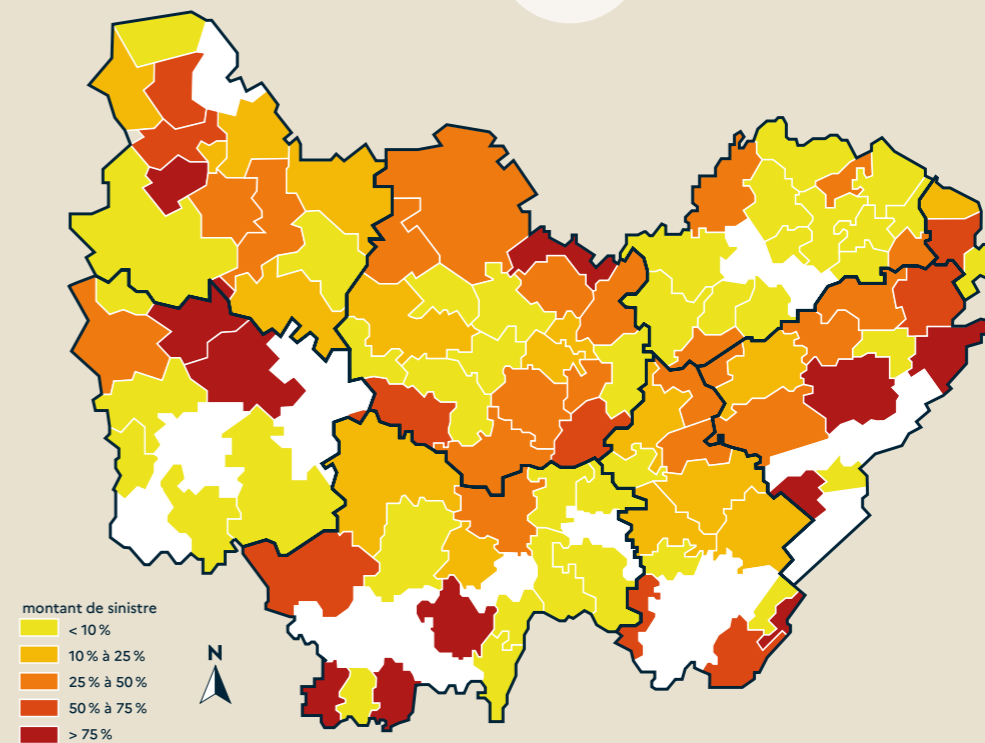 montant de sinistre
< 10 %
10 % à 25 %
25 % à 50 %
50 % à 75 %
> 75 %
N